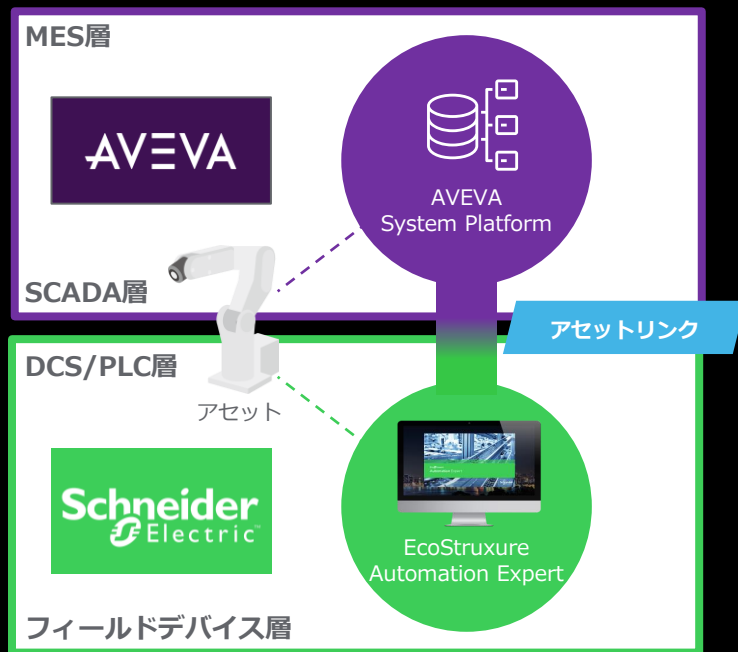 MES層
AVEVA
AVEVA
System Platform
SCADA層
アセットリンク
DCS/PLC層
アセット
Schneider
Electric
Automation Expert
EcoStruxure
Automation Expert
フィールドデバイス層